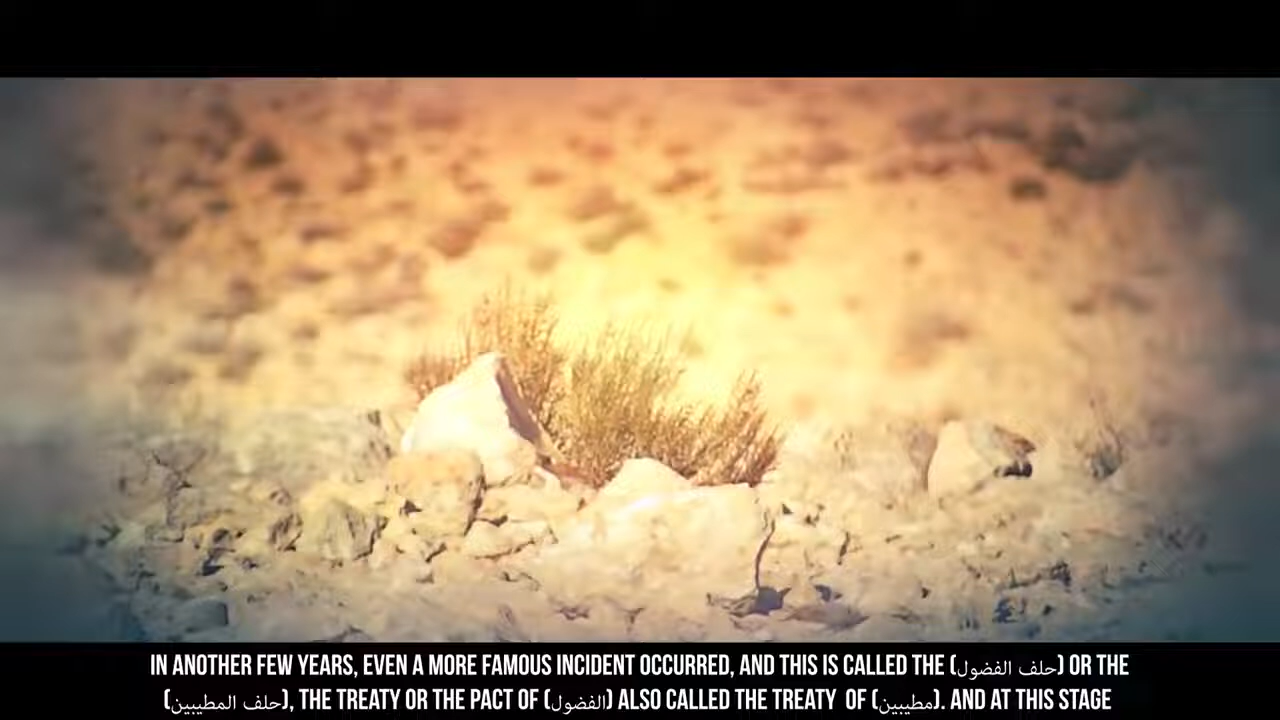 IN ANOTHER FEW YEARS, EVEN A MORE FAMOUS INCIDENT OCCURRED, AND THIS IS CALLED THE (حلف الفضول) OR THE
(حلف المطيبين), THE TREATY OR THE PACT OF (الفضول) ALSO CALLED THE TREATY OF (مطيبين). AND AT THIS STAGE